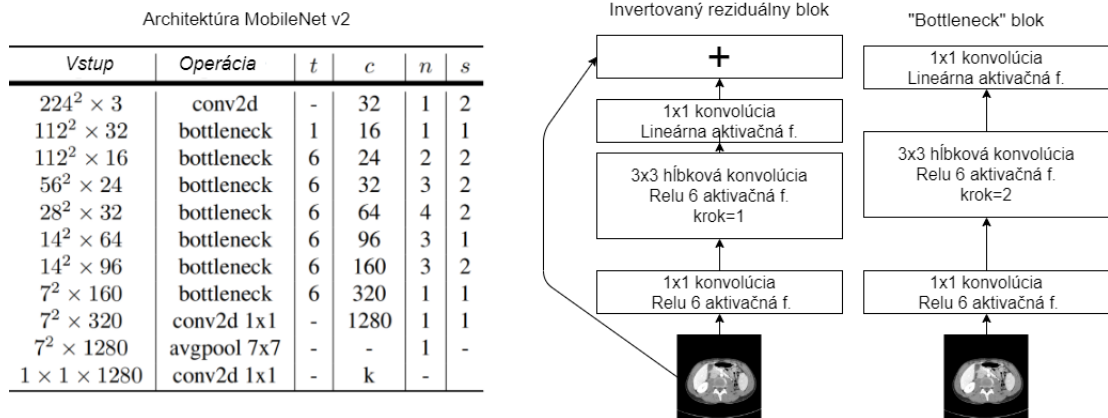 Architektúra MobileNet v2
Vstup Operácia t c n s
224² × 3 conv2d - 32 1 2
112² × 32 bottleneck 1 16 1 1
112² × 16 bottleneck 6 24 2 2
56² × 24 bottleneck 6 32 3 2
28² × 32 bottleneck 6 64 4 2
14² × 64 bottleneck 6 96 3 1
14² × 96 bottleneck 6 160 3 2
7² × 160 bottleneck 6 320 1 1
7² × 320 conv2d 1x1 - 1280 1 1
7² × 1280 avgpool 7x7 - - 1 -
1 × 1 × 1280 conv2d 1x1 - k -
Invertovaný reziduálny blok
+
1x1 konvolúcia
Lineárna aktivačná f.
3x3 hĺbková konvolúcia
Relu 6 aktivačná f.
krok=1
1x1 konvolúcia
Relu 6 aktivačná f.
"Bottleneck" blok
1x1 konvolúcia
Lineárna aktivačná f.
3x3 hĺbková konvolúcia
Relu 6 aktivačná f.
krok=2
1x1 konvolúcia
Relu 6 aktivačná f.